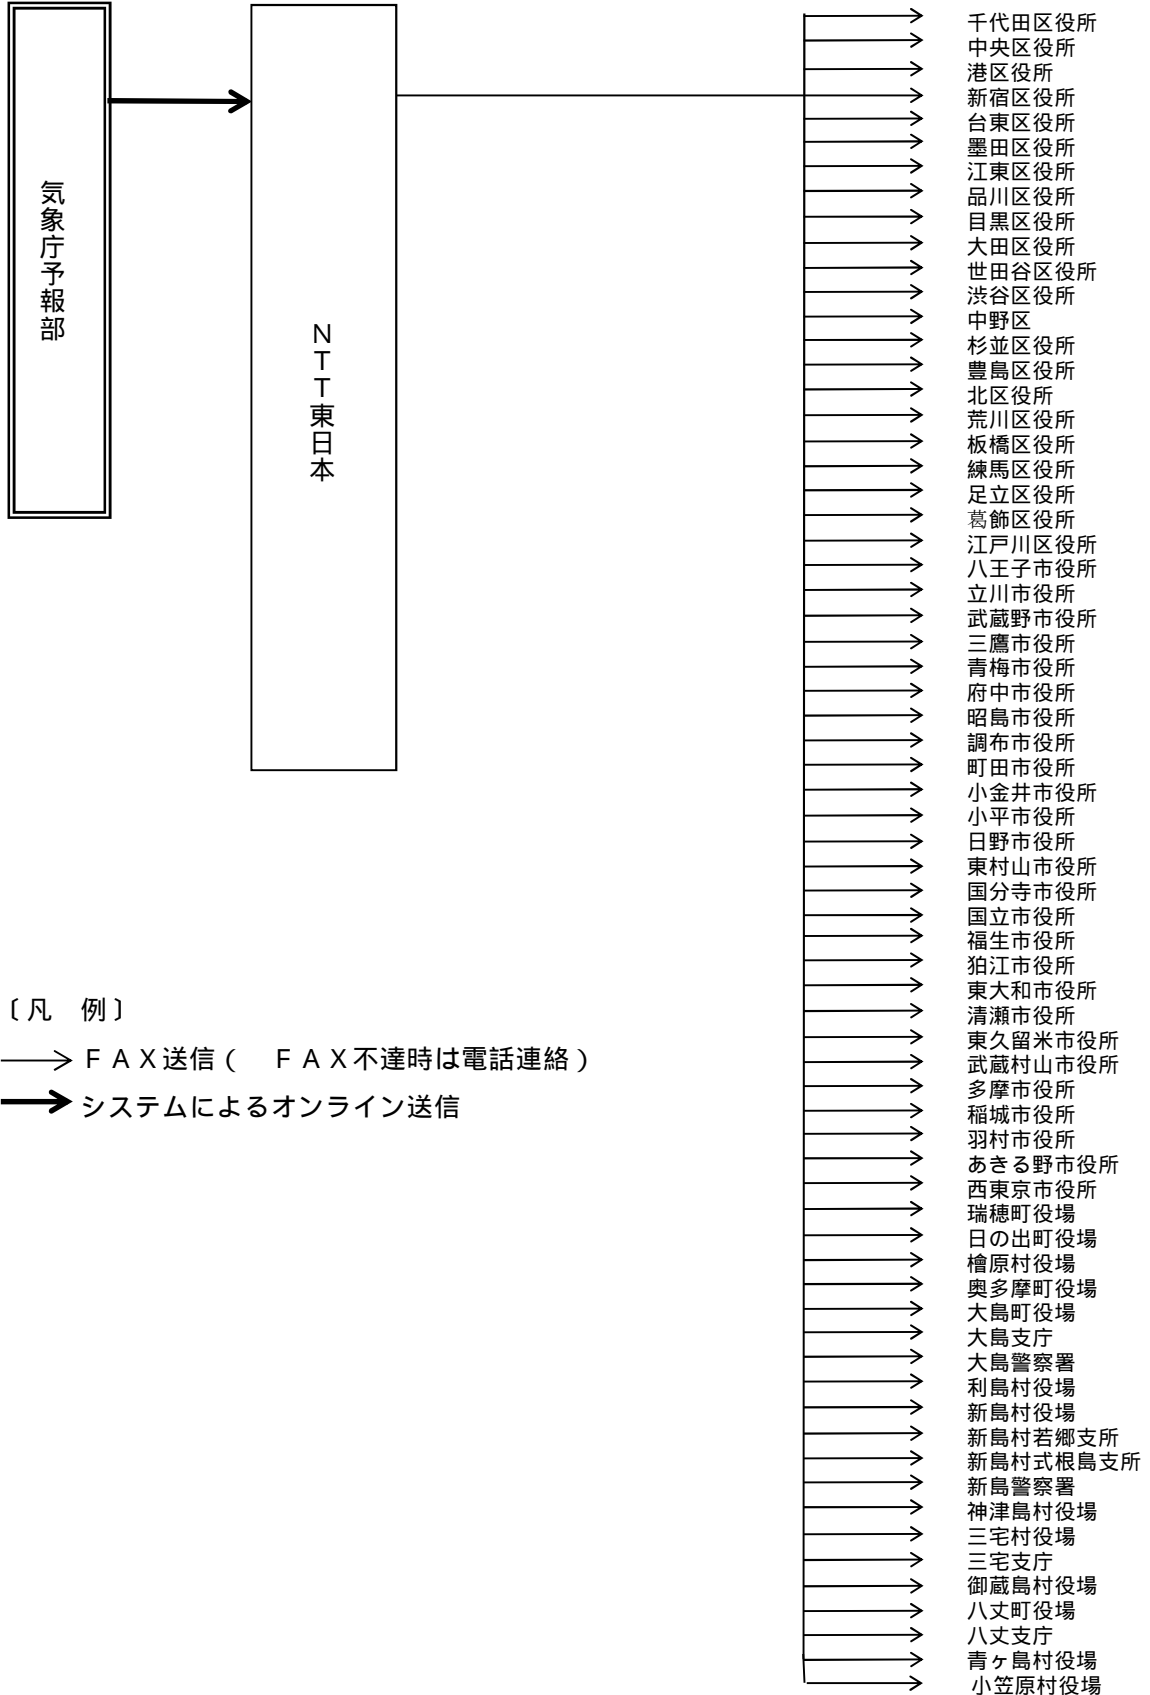 気象庁予報部
ＮＴＴ東日本
千代田区役所
中央区役所
港区役所
新宿区役所
台東区役所
墨田区役所
江東区役所
品川区役所
目黒区役所
大田区役所
世田谷区役所
渋谷区役所
中野区
杉並区役所
豊島区役所
北区役所
荒川区役所
板橋区役所
練馬区役所
足立区役所
葛飾区役所
江戸川区役所
八王子市役所
立川市役所
武蔵野市役所
三鷹市役所
青梅市役所
府中市役所
昭島市役所
調布市役所
町田市役所
小金井市役所
小平市役所
日野市役所
東村山市役所
国分寺市役所
国立市役所
福生市役所
狛江市役所
東大和市役所
清瀬市役所
東久留米市役所
武蔵村山市役所
多摩市役所
稲城市役所
羽村市役所
あきる野市役所
西東京市役所
瑞穂町役場
日の出町役場
檜原村役場
奥多摩町役場
大島町役場
大島支庁
大島警察署
利島村役場
新島村役場
新島村若郷支所
新島村式根島支所
新島警察署
神津島村役場
三宅村役場
三宅支庁
御蔵島村役場
八丈町役場
八丈支庁
青ヶ島村役場
小笠原村役場
〔凡　例〕
ＦＡＸ送信（　ＦＡＸ不達時は電話連絡）
システムによるオンライン送信